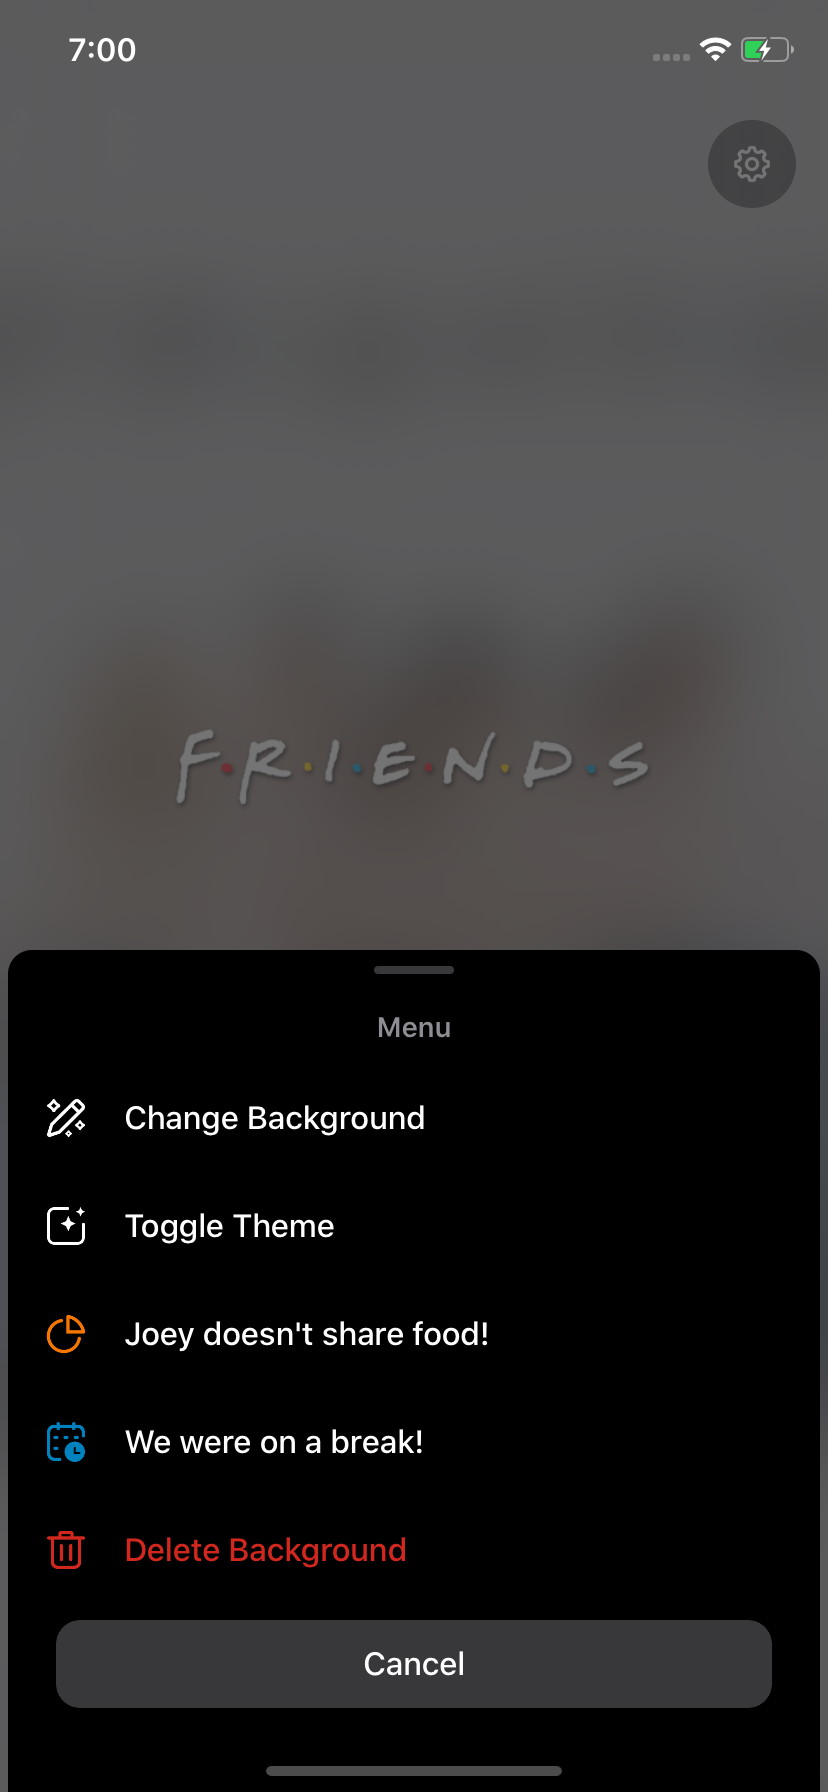 7:00
F·R·I·E·N·D·S
Menu
Change Background
Toggle Theme
Joey doesn't share food!
We were on a break!
Delete Background
Cancel